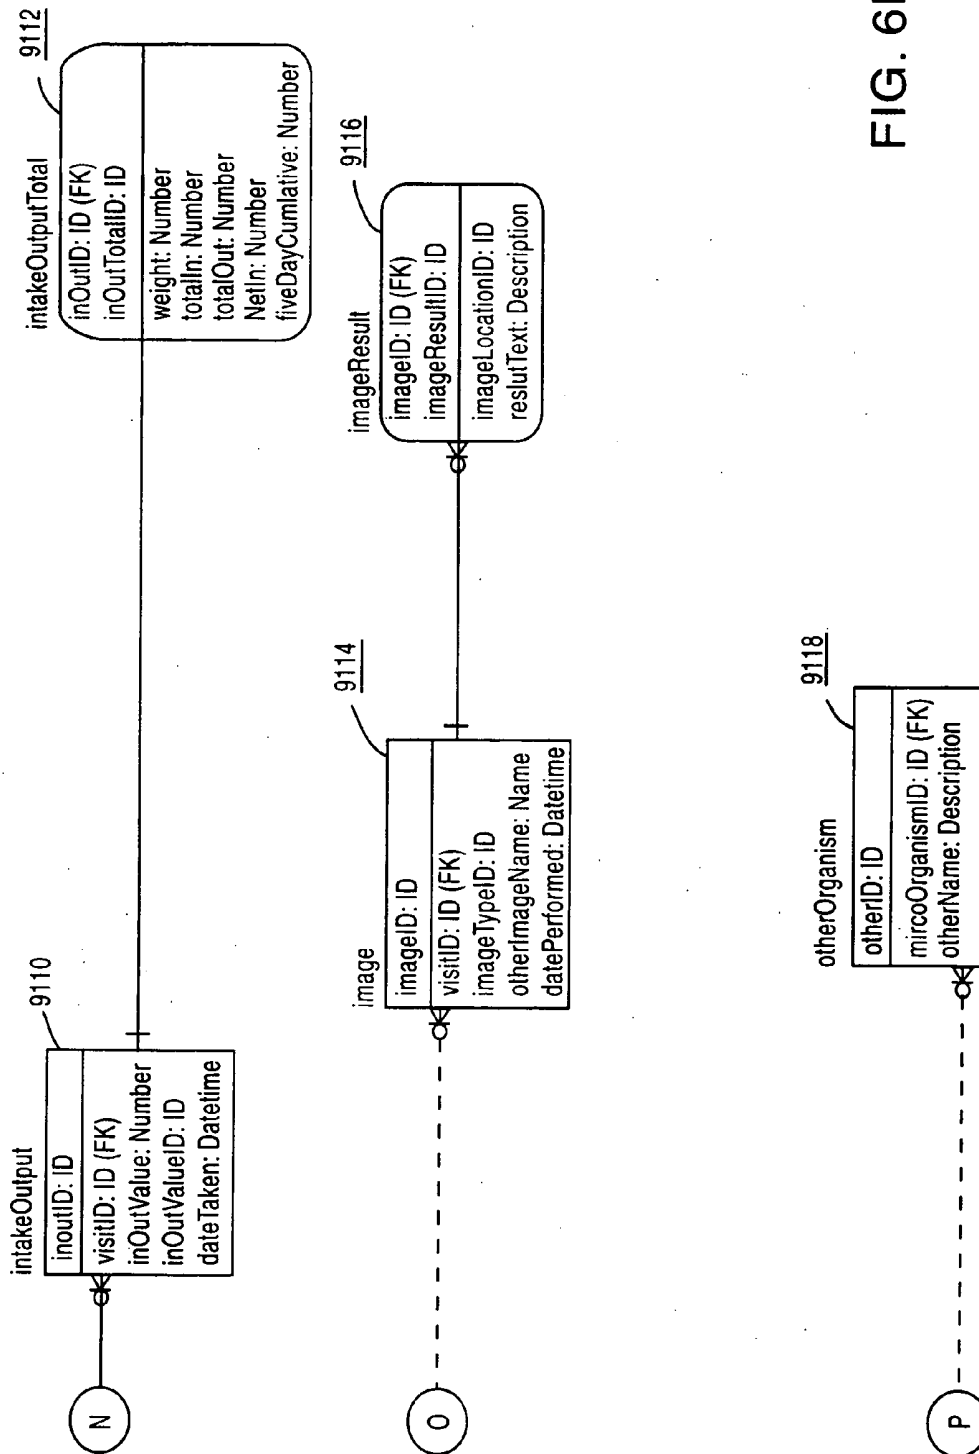 intakeOutput
9110
inoutID: ID
visitID: ID (FK)
inOutValue: Number
inOutValueID: ID
dateTaken: Datetime
N
intakeOutputTotal
9112
inOutID: ID (FK)
inOutTotalID: ID
weight: Number
totalIn: Number
totalOut: Number
NetIn: Number
fiveDayCumlative: Number
image
9114
imageID: ID
visitID: ID (FK)
imageTypeID: ID
otherImageName: Name
datePerformed: Datetime
O
imageResult
9116
imageID: ID (FK)
imageResultID: ID
imageLocationID: ID
reslutText: Description
otherOrganism
9118
otherID: ID
mircoOrganismID: ID (FK)
otherName: Description
P
FIG.